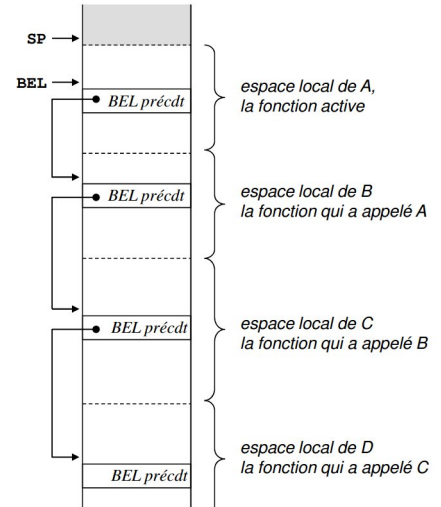 SP
espace local de A,
la fonction active
BEL
BEL précdt
BEL précdt
espace local de B
la fonction qui a appelé A
BEL précdt
espace local de C
la fonction qui a appelé B
espace local de D
la fonction qui a appelé C
BEL précdt